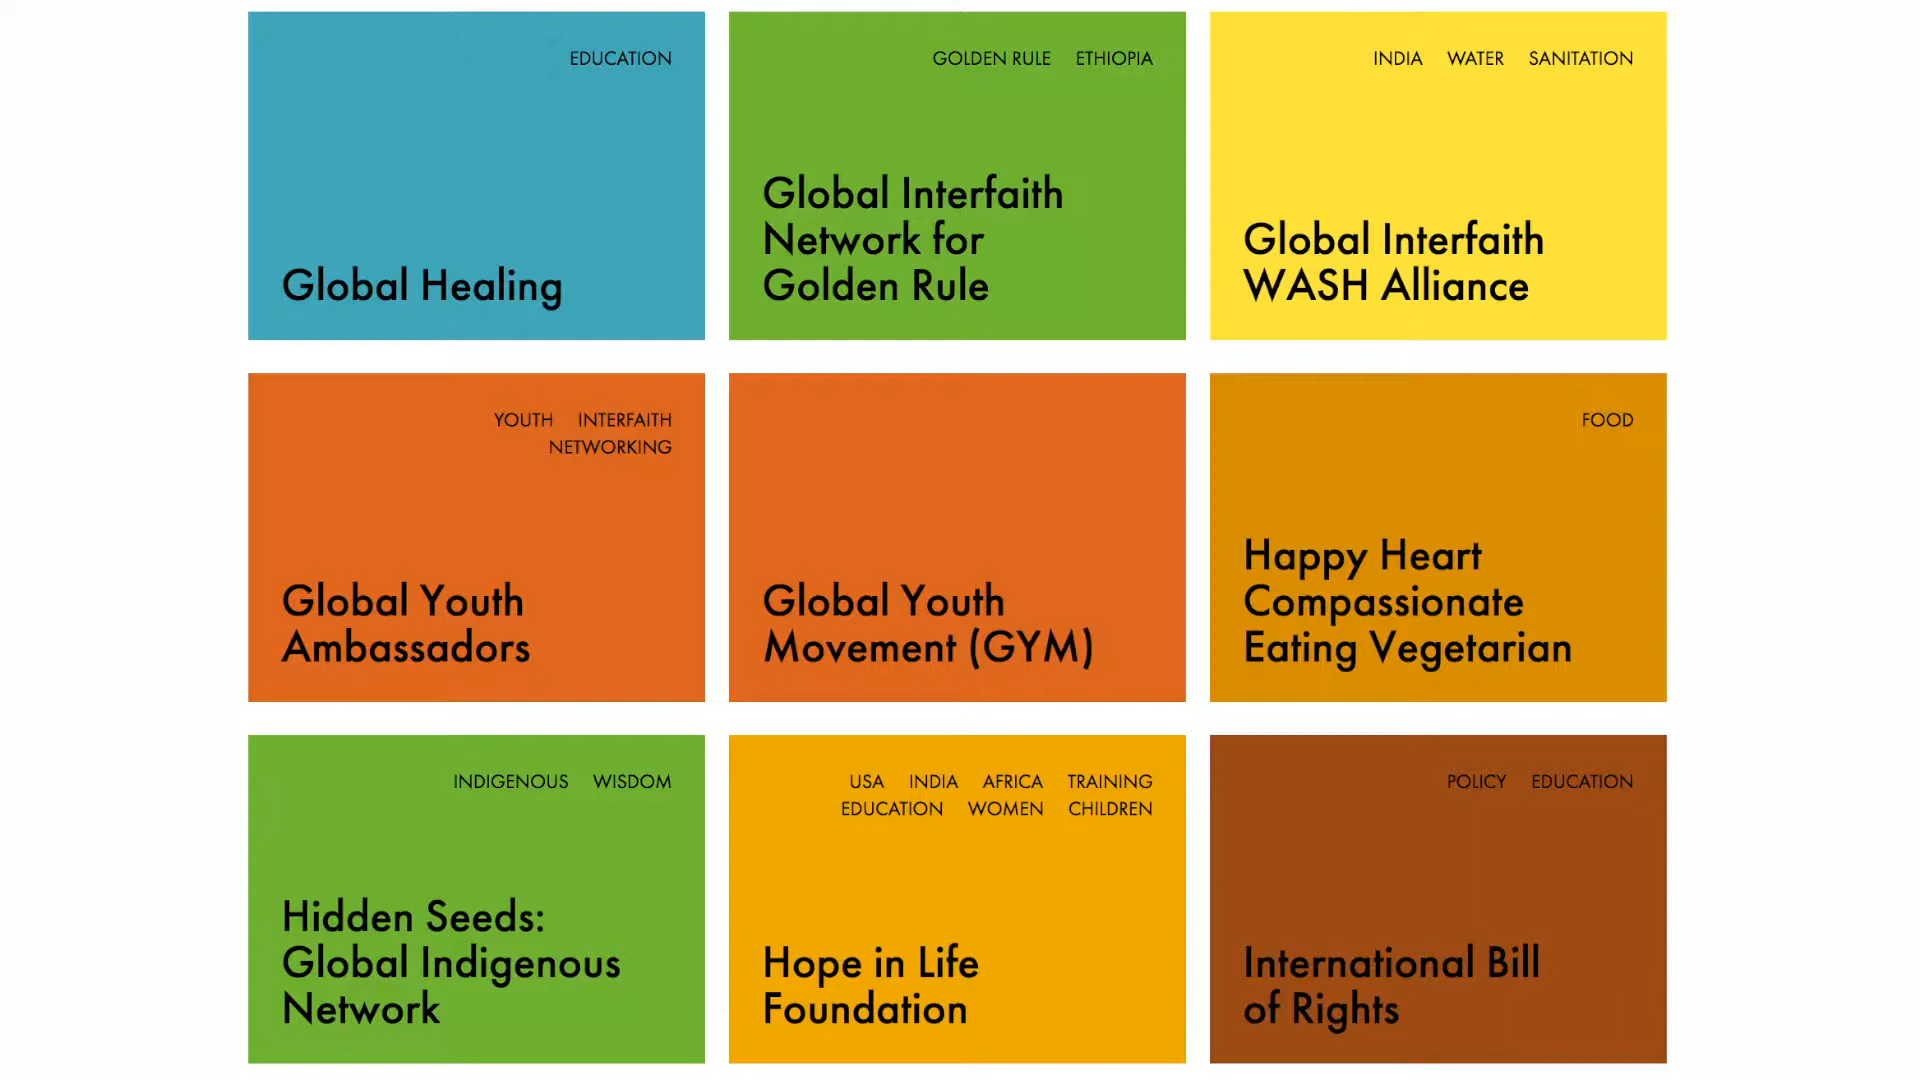 EDUCATION
Global Healing
GOLDEN RULE ETHIOPIA
Global Interfaith
Network for
Golden Rule
INDIA WATER SANITATION
Global Interfaith
WASH Alliance
YOUTH INTERFAITH
NETWORKING
Global Youth
Ambassadors
Global Youth
Movement (GYM)
FOOD
Happy Heart
Compassionate
Eating Vegetarian
INDIGENOUS WISDOM
Hidden Seeds:
Global Indigenous
Network
USA INDIA AFRICA TRAINING
EDUCATION WOMEN CHILDREN
Hope in Life
Foundation
POLICY EDUCATION
International Bill
of Rights